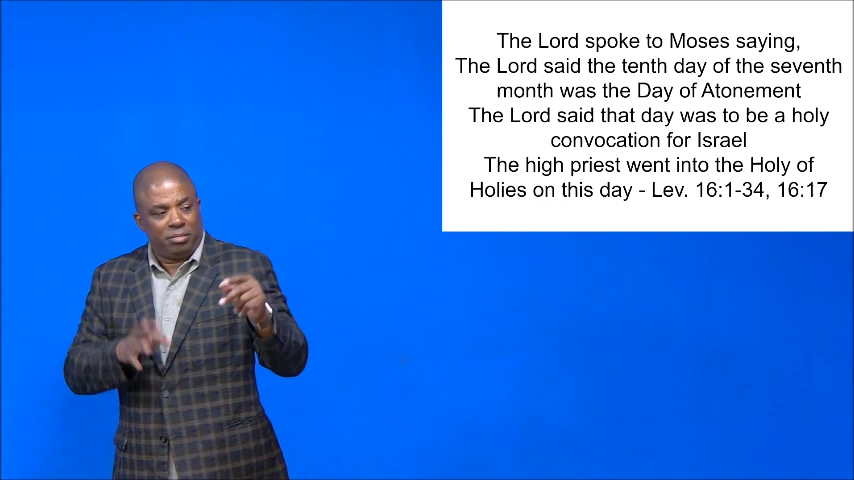 The Lord spoke to Moses saying,
The Lord said the tenth day of the seventh
month was the Day of Atonement
The Lord said that day was to be a holy
convocation for Israel
The high priest went into the Holy of
Holies on this day - Lev. 16:1-34, 16:17